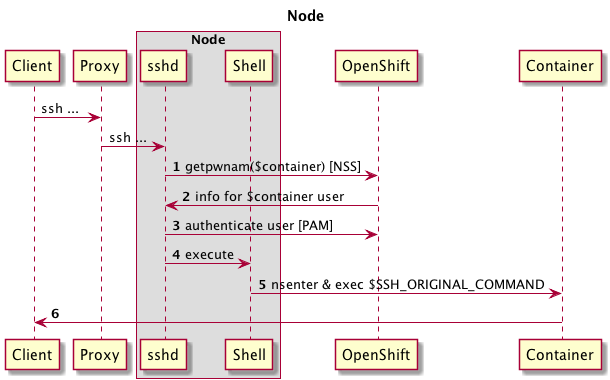 Node
Node
Client Proxy sshd Shell OpenShift Container
ssh ...
ssh ...
1 getpwnam($container) [NSS]
2 info for $container user
3 authenticate user [PAM]
4 execute
5 nsenter & exec $SSH_ORIGINAL_COMMAND
6
Client Proxy sshd Shell OpenShift Container